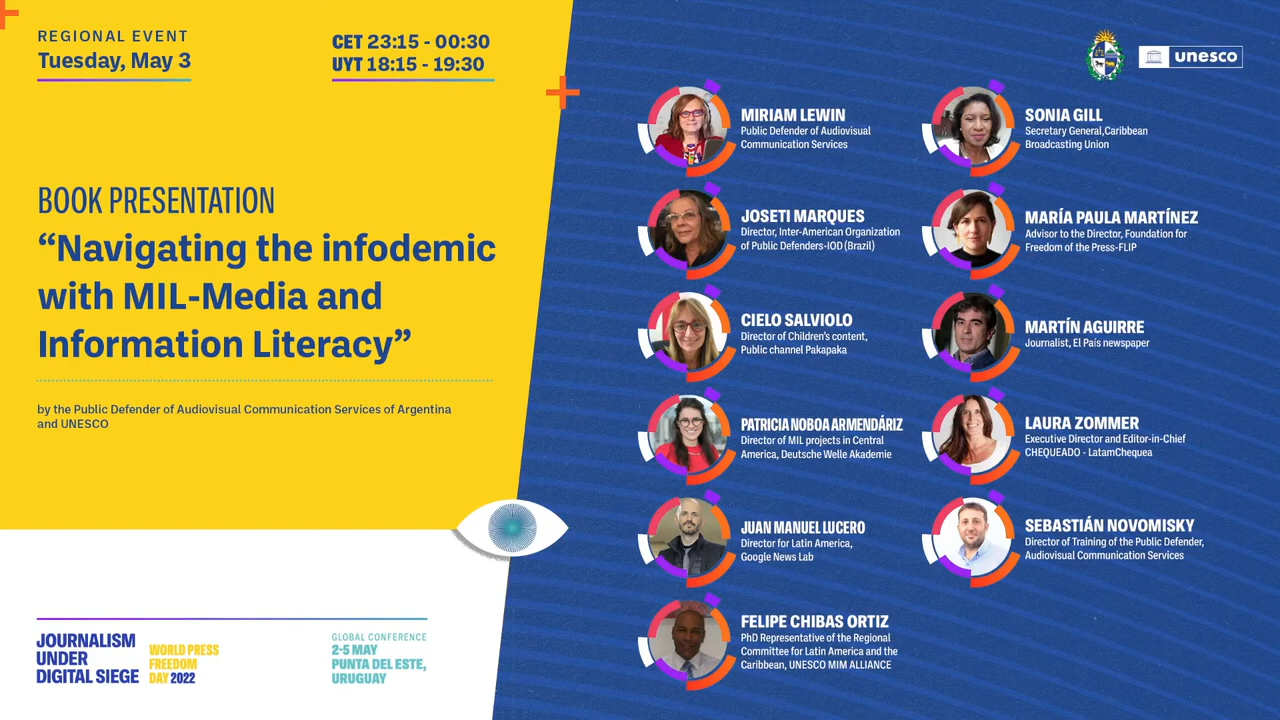 REGIONAL EVENT
Tuesday, May 3
CET 23:15 - 00:30
UYT 18:15 - 19:30
BOOK PRESENTATION
“Navigating the infodemic
with MIL-Media and
Information Literacy”
by the Public Defender of Audiovisual Communication Services of Argentina
and UNESCO
JOURNALISM
UNDER
DIGITAL SIEGE
WORLD PRESS
FREEDOM
DAY 2022
GLOBAL CONFERENCE
2-5 MAY
PUNTA DEL ESTE,
URUGUAY
unesco
MIRIAM LEWIN
Public Defender of Audiovisual
Communication Services
JOSETI MARQUES
Director, Inter-American Organization
of Public Defenders-IOD (Brazil)
CIELO SALVIOLO
Director of Children's content,
Public channel Pakapaka
PATRICIA NOBOA ARMENDÁRIZ
Director of MIL projects in Central
America, Deutsche Welle Akademie
JUAN MANUEL LUCERO
Director for Latin America,
Google News Lab
FELIPE CHIBAS ORTIZ
PhD Representative of the Regional
Committee for Latin America and the
Caribbean, UNESCO MIM ALLIANCE
SONIA GILL
Secretary General,Caribbean
Broadcasting Union
MARÍA PAULA MARTÍNEZ
Advisor to the Director, Foundation for
Freedom of the Press-FLIP
MARTÍN AGUIRRE
Journalist, El País newspaper
LAURA ZOMMER
Executive Director and Editor-in-Chief
CHEQUEADO - LatamChequea
SEBASTIÁN NOVOMISKY
Director of Training of the Public Defender,
Audiovisual Communication Services